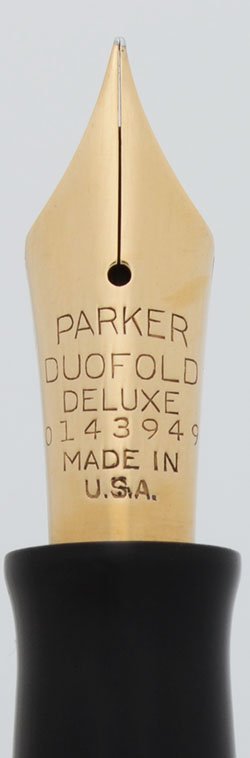 PARKER
DUOFOLD
DELUXE
0143949
MADE IN
U.S.A.